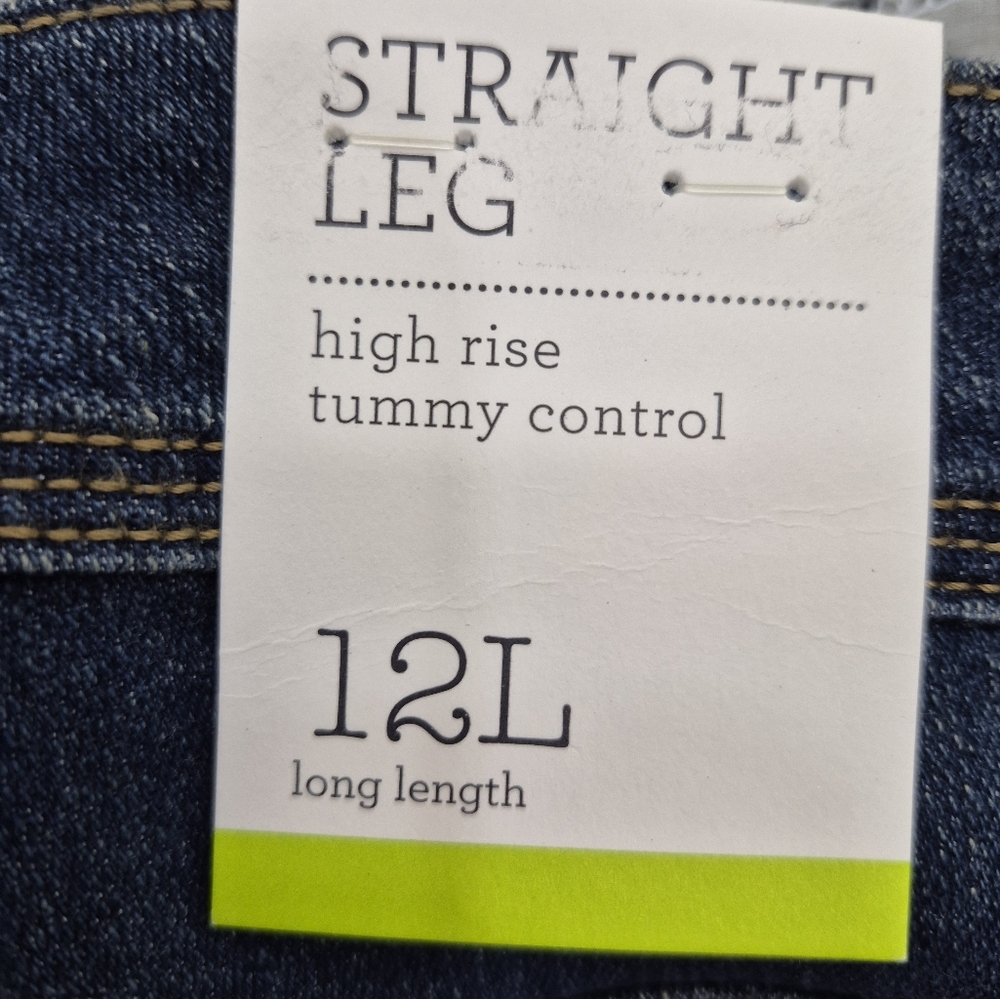 STRAIGHT
LEG
high rise
tummy control
12L
long length